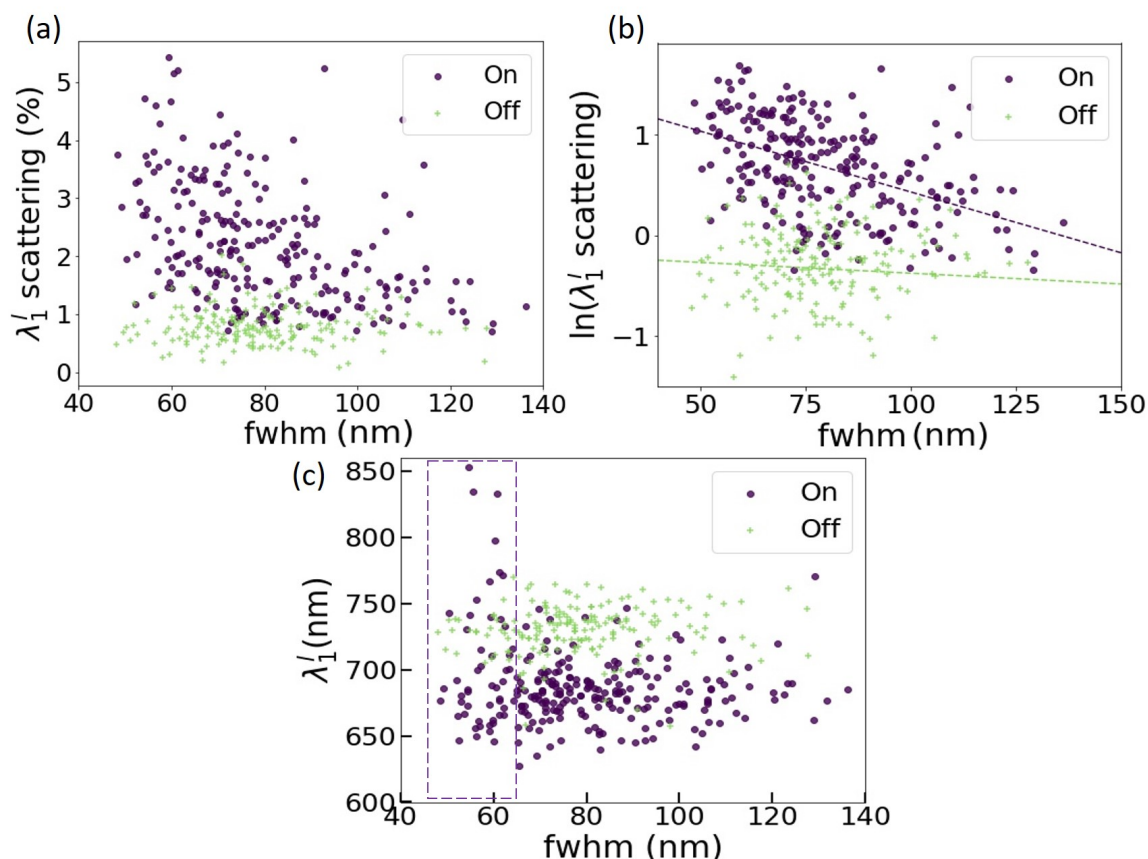 (a)
On
Off
5
4
3
2
1
0
λ₁ˡ scattering (%)
40 60 80 100 120 140
fwhm (nm)
(b)
On
Off
1
0
−1
ln(λ₁ˡ scattering)
50 75 100 125 150
fwhm (nm)
(c)
On
Off
850
800
750
700
650
600
λ₁ˡ(nm)
40 60 80 100 120 140
fwhm (nm)